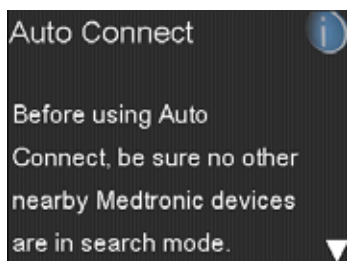 Auto Connect
Before using Auto
Connect, be sure no other
nearby Medtronic devices
are in search mode.